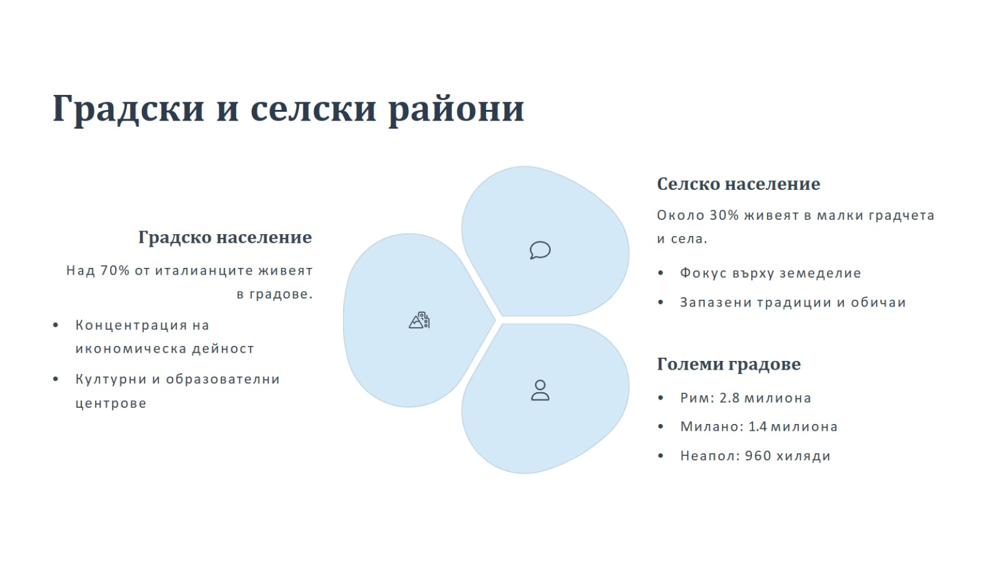 Градски и селски райони
Градско население
Над 70% от италианците живеят
в градове.
• Концентрация на
икономическа дейност
• Културни и образователни
центрове
Селско население
Около 30% живеят в малки градчета
и села.
• Фокус върху земеделие
• Запазени традиции и обичаи
Големи градове
• Рим: 2.8 милиона
• Милано: 1.4 милиона
• Неапол: 960 хиляди